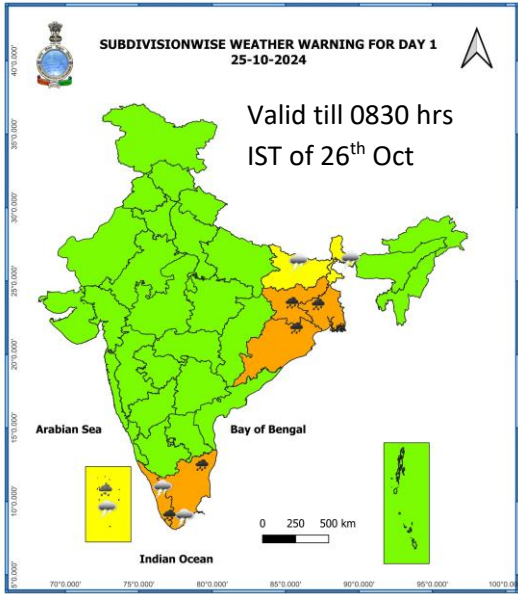 SUBDIVISIONWISE WEATHER WARNING FOR DAY 1
25-10-2024
Valid till 0830 hrs
IST of 26th Oct
40°0.000'
35°0.000'
30°0.000'
25°0.000'
20°0.000'
15°0.000'
10°0.000'
5°0.000'
Arabian Sea
Bay of Bengal
0 250 500 km
Indian Ocean
70°0.000' 75°0.000' 80°0.000' 85°0.000' 90°0.000' 95°0.000' 100°0.0